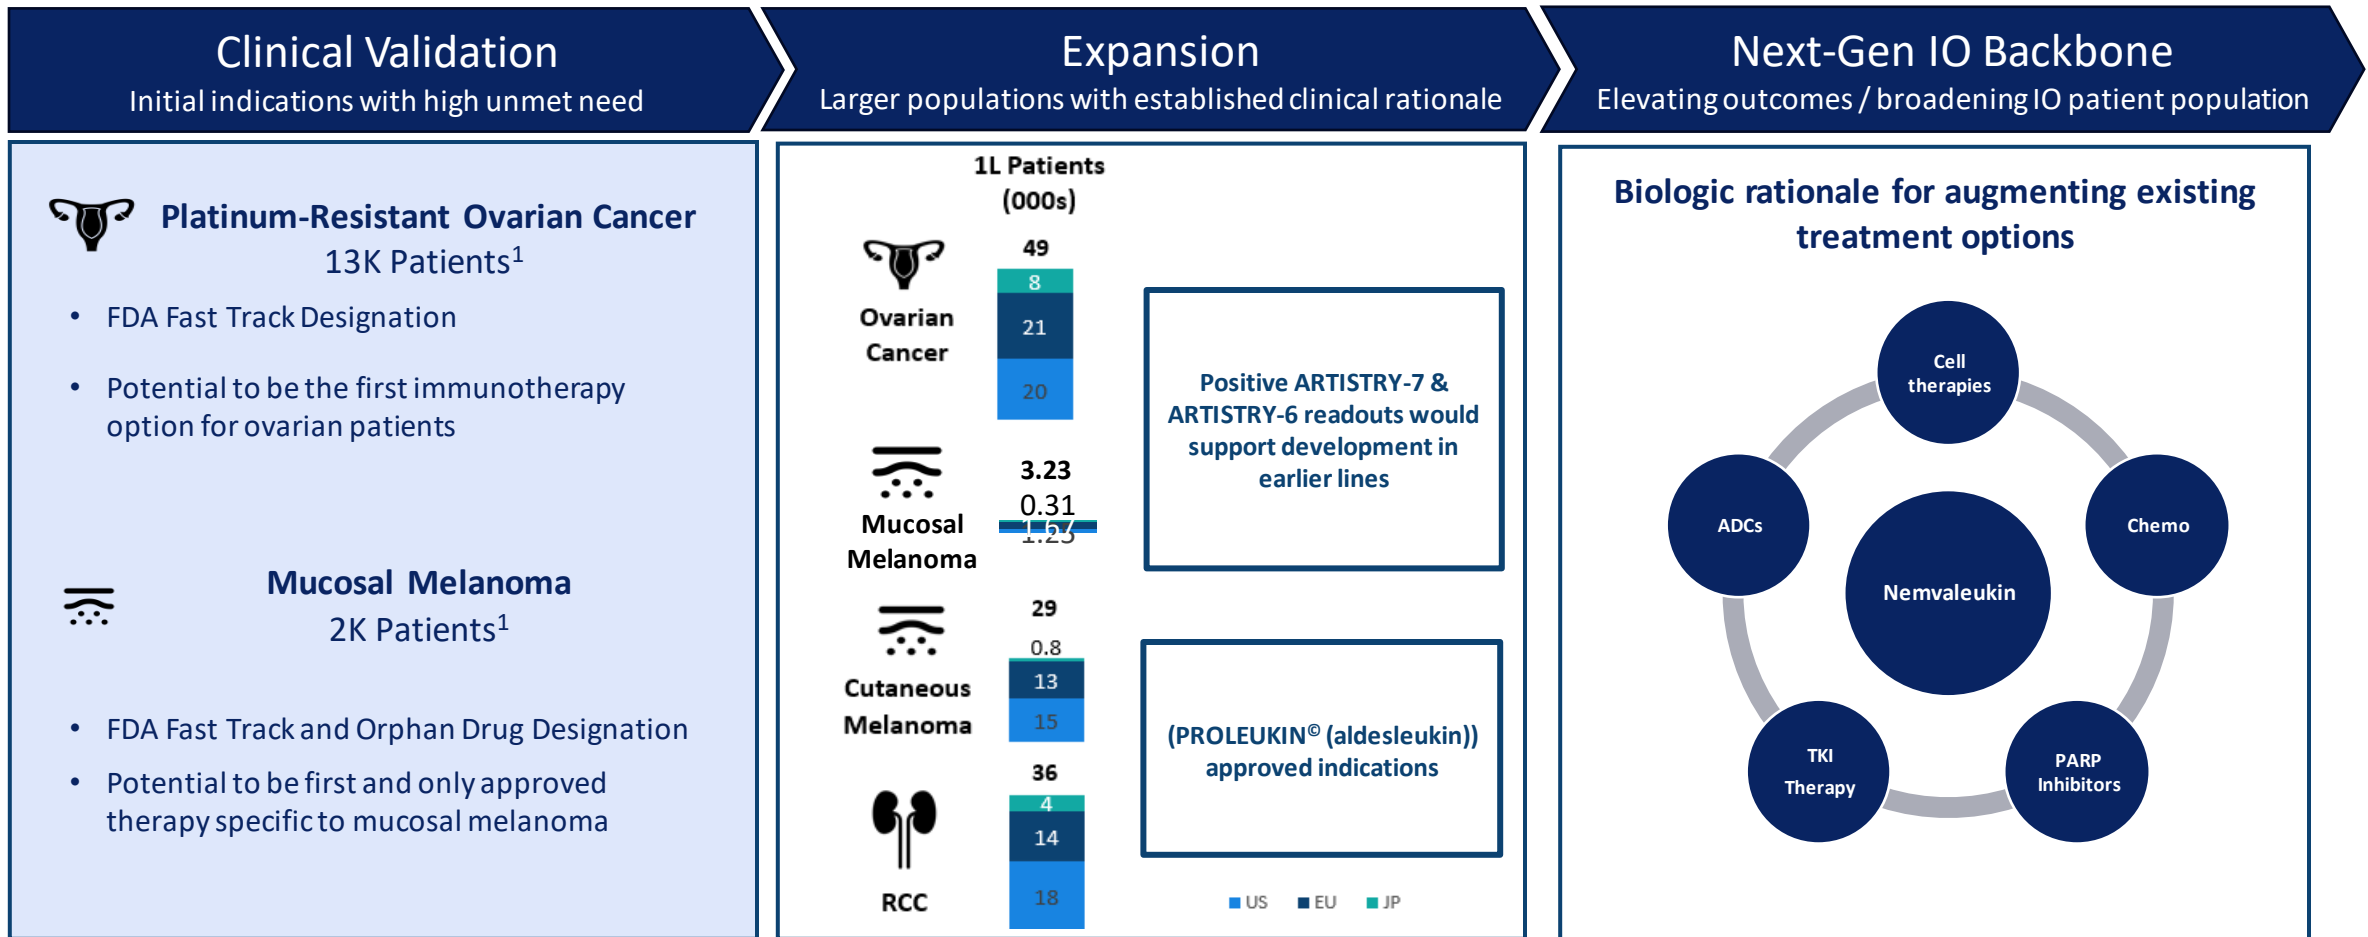 Clinical Validation
Initial indications with high unmet need
Expansion
Larger populations with established clinical rationale
Next-Gen IO Backbone
Elevating outcomes / broadening IO patient population
Platinum-Resistant Ovarian Cancer
13K Patients1
• FDA Fast Track Designation
• Potential to be the first immunotherapy
option for ovarian patients
Mucosal Melanoma
2K Patients1
• FDA Fast Track and Orphan Drug Designation
• Potential to be first and only approved
therapy specific to mucosal melanoma
1L Patients
(000s)
49
8
21
20
Ovarian
Cancer
3.23
0.31
1.67
1.25
Mucosal
Melanoma
29
0.8
13
15
Cutaneous
Melanoma
36
4
14
18
RCC
Positive ARTISTRY-7 &
ARTISTRY-6 readouts would
support development in
earlier lines
(PROLEUKIN© (aldesleukin))
approved indications
US
EU
JP
Biologic rationale for augmenting existing
treatment options
Cell
therapies
ADCs
Chemo
Nemvaleukin
TKI
Therapy
PARP
Inhibitors